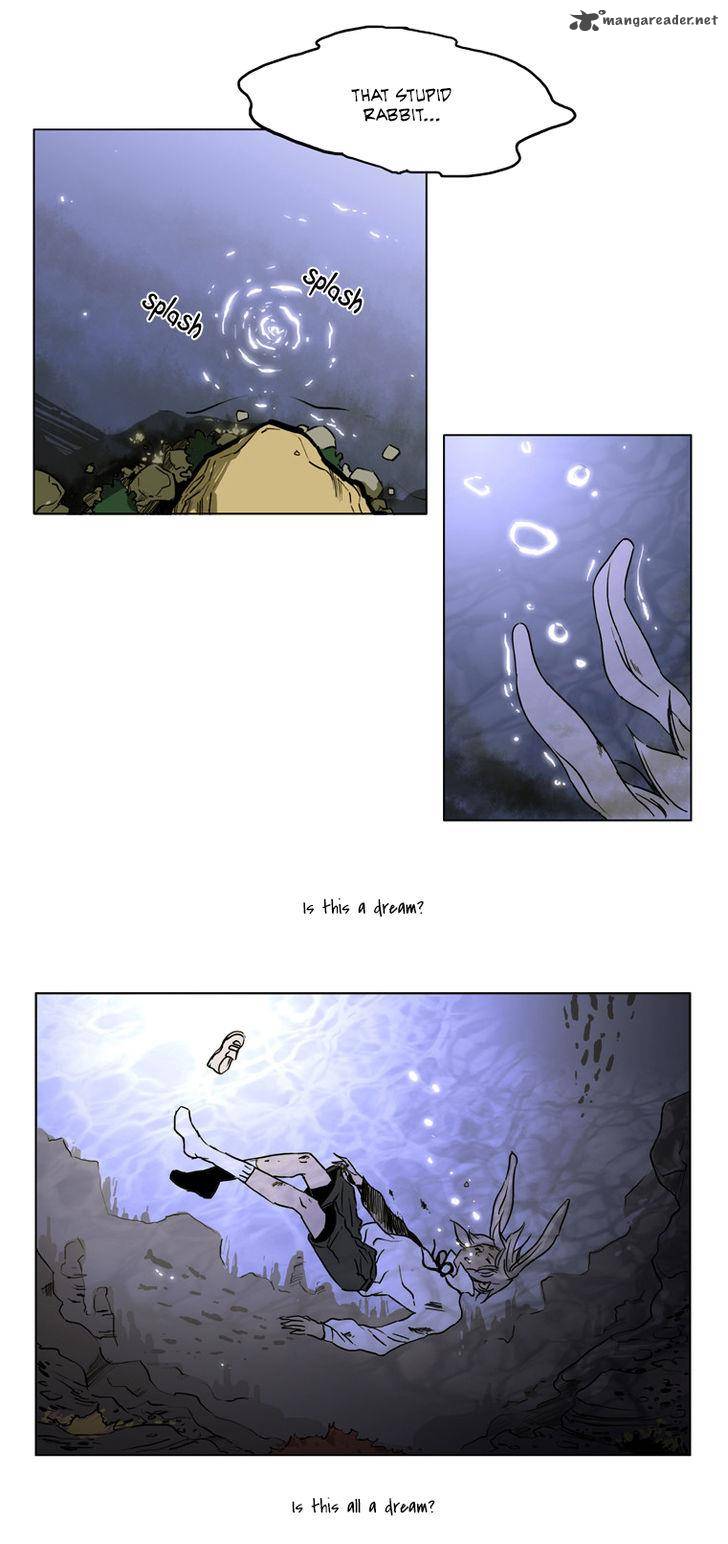 mangareader.net
THAT STUPID
RABBIT...
splash
splash
Is this a dream?
Is this all a dream?